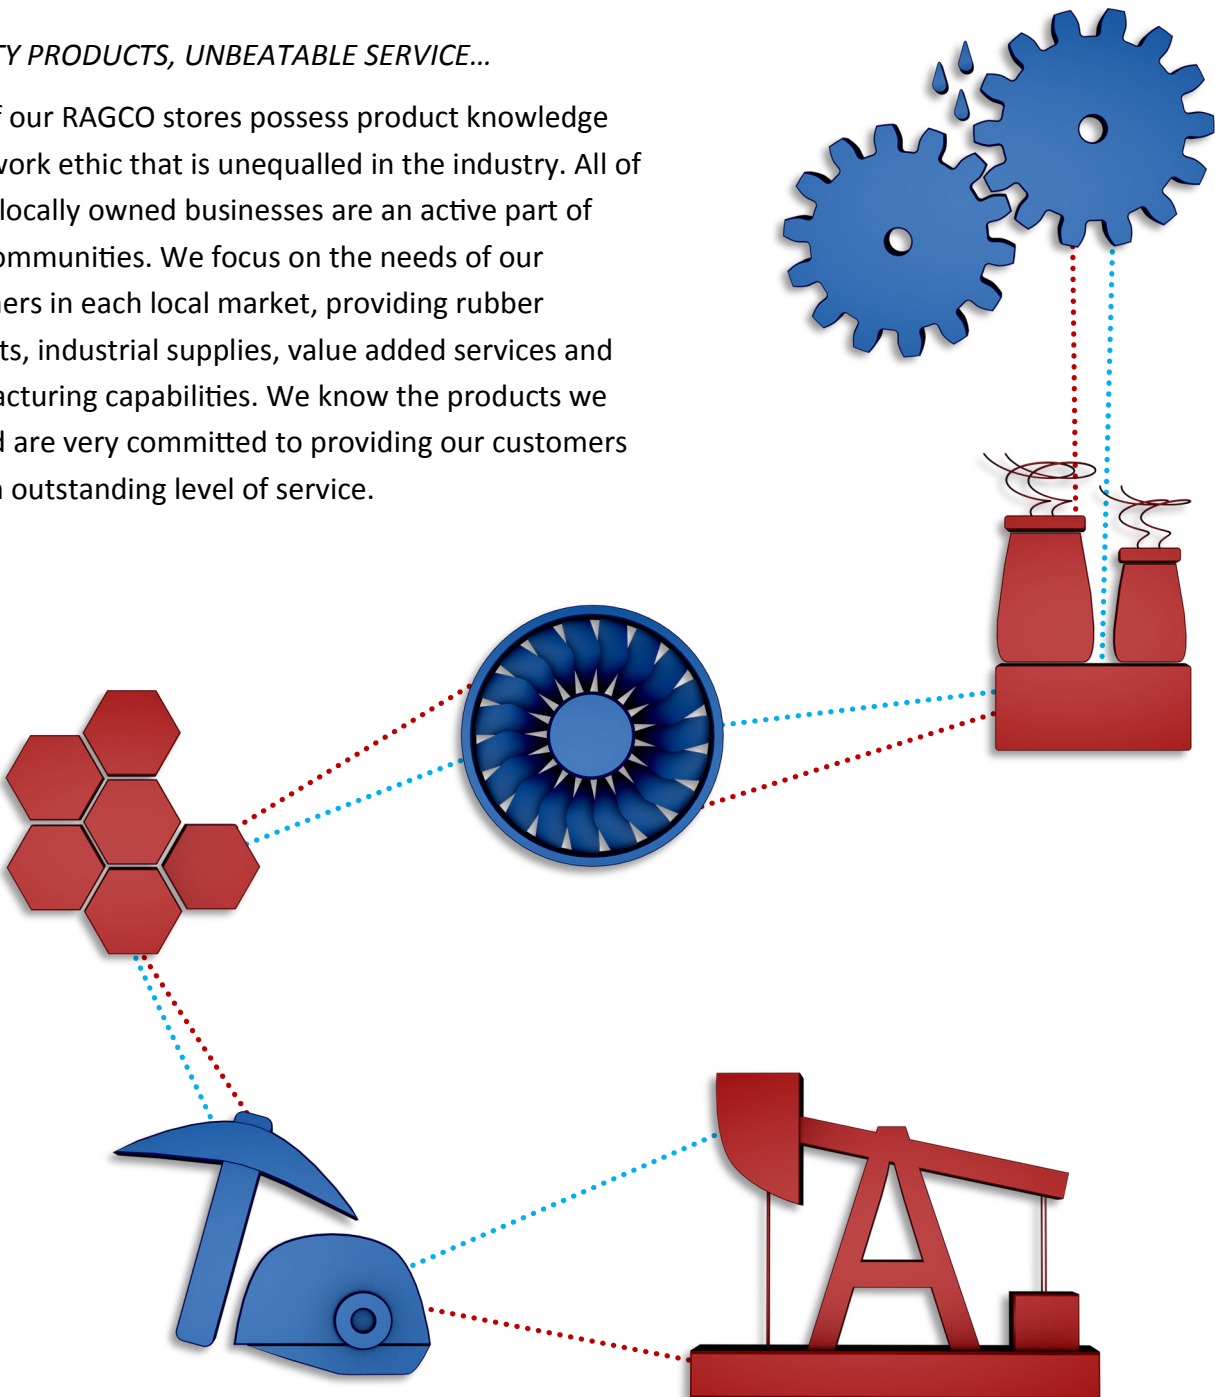 TY PRODUCTS, UNBEATABLE SERVICE...
f our RAGCO stores possess product knowledge
work ethic that is unequalled in the industry. All of
locally owned businesses are an active part of
ommunities. We focus on the needs of our
ners in each local market, providing rubber
ts, industrial supplies, value added services and
acturing capabilities. We know the products we
d are very committed to providing our customers
n outstanding level of service.